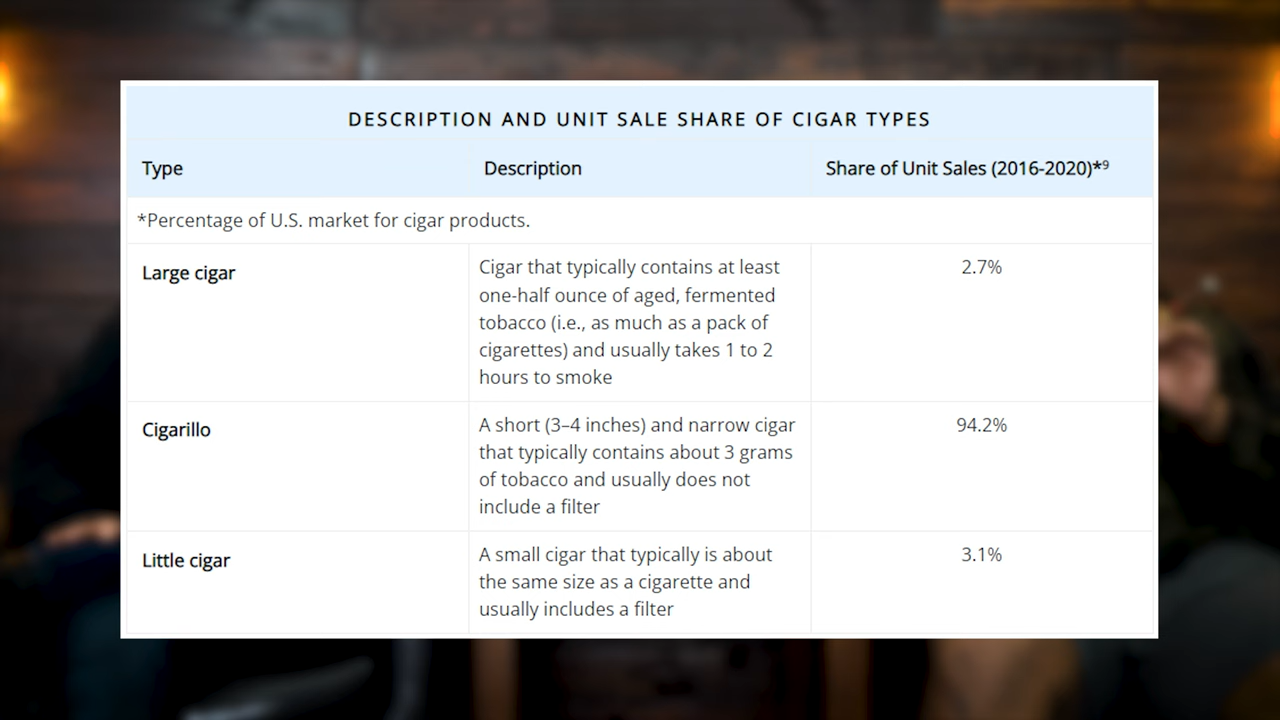 DESCRIPTION AND UNIT SALE SHARE OF CIGAR TYPES
Type
Description
Share of Unit Sales (2016-2020)*9
*Percentage of U.S. market for cigar products.
Large cigar
Cigar that typically contains at least
one-half ounce of aged, fermented
tobacco (i.e., as much as a pack of
cigarettes) and usually takes 1 to 2
hours to smoke
2.7%
Cigarillo
A short (3–4 inches) and narrow cigar
that typically contains about 3 grams
of tobacco and usually does not
include a filter
94.2%
Little cigar
A small cigar that typically is about
the same size as a cigarette and
usually includes a filter
3.1%